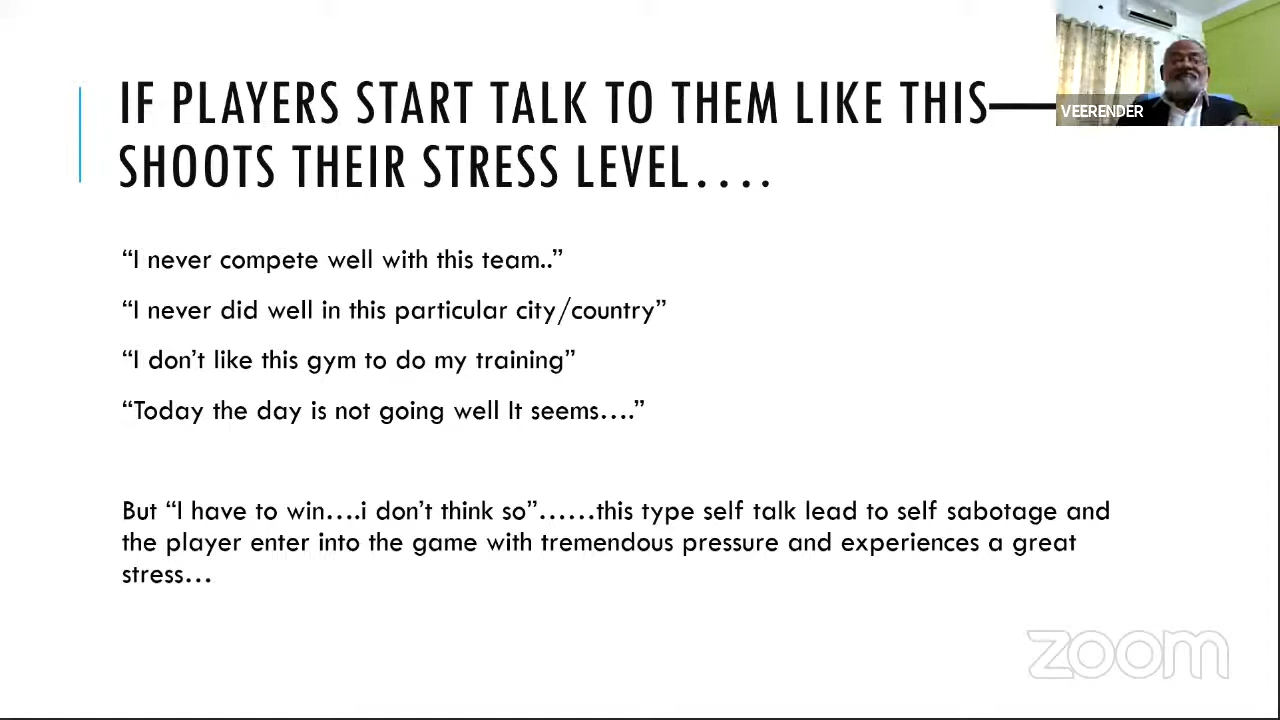 IF PLAYERS START TALK TO THEM LIKE THIS—
SHOOTS THEIR STRESS LEVEL....
VEERENDER
“I never compete well with this team..”
“I never did well in this particular city/country”
“I don’t like this gym to do my training”
“Today the day is not going well It seems....”
But “I have to win....i don’t think so”......this type self talk lead to self sabotage and
the player enter into the game with tremendous pressure and experiences a great
stress...
zoom